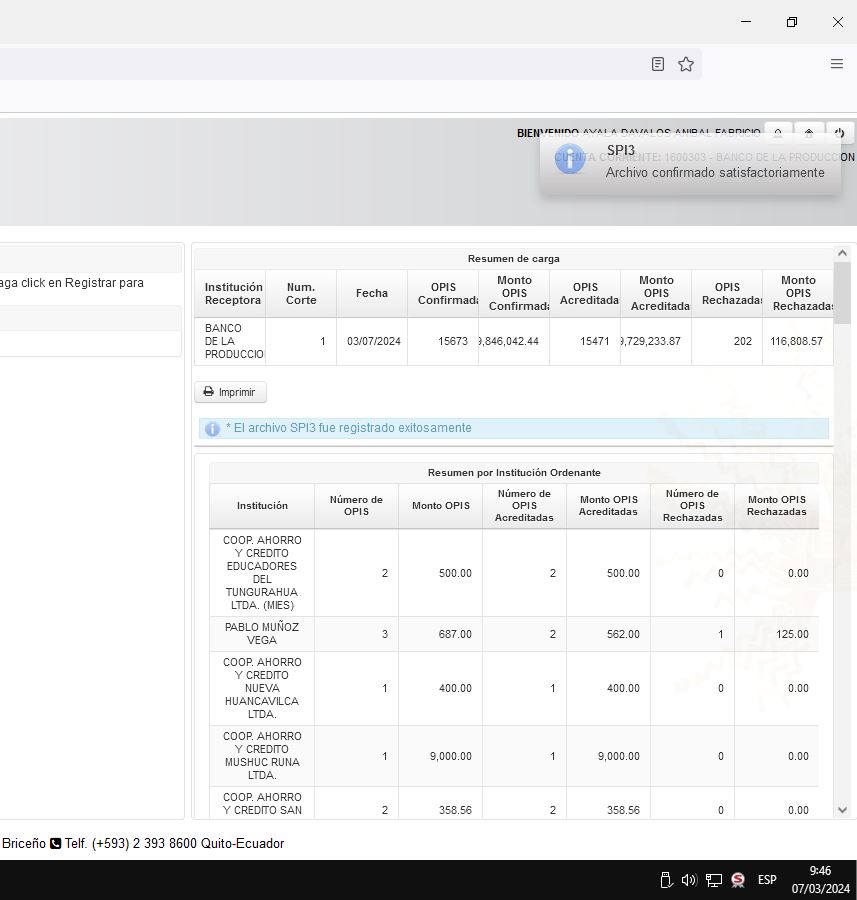 BIENVENIDO AYALA DAVALOS ANIBAL FABRICIO
CUENTA CORRIENTE: 1600303 - BANCO DE LA PRODUCCION
SPI3
Archivo confirmado satisfactoriamente
aga click en Registrar para
Resumen de carga
Institución Receptora Num. Corte Fecha OPIS Confirmada Monto OPIS Confirmada OPIS Acreditada Monto OPIS Acreditada OPIS Rechazadas Monto OPIS Rechazadas
BANCO DE LA PRODUCCIO 1 03/07/2024 15673 9,846,042.44 15471 9,729,233.87 202 116,808.57
Imprimir
* El archivo SPI3 fue registrado exitosamente
Resumen por Institución Ordenante
Institución Número de OPIS Monto OPIS Número de OPIS Acreditadas Monto OPIS Acreditadas Número de OPIS Rechazadas Monto OPIS Rechazadas
COOP. AHORRO Y CREDITO EDUCADORES DEL TUNGURAHUA LTDA. (MIES) 2 500.00 2 500.00 0 0.00
PABLO MUÑOZ VEGA 3 687.00 2 562.00 1 125.00
COOP. AHORRO Y CREDITO NUEVA HUANCAVILCA LTDA. 1 400.00 1 400.00 0 0.00
COOP. AHORRO Y CREDITO MUSHUC RUNA LTDA. 1 9,000.00 1 9,000.00 0 0.00
COOP. AHORRO Y CREDITO SAN 2 358.56 2 358.56 0 0.00
Briceño Telf. (+593) 2 393 8600 Quito-Ecuador
ESP
9:46
07/03/2024